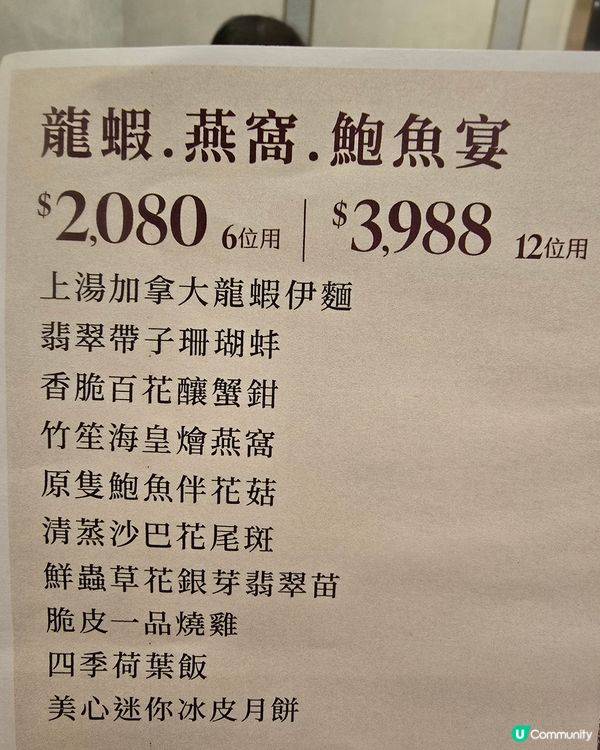 龍蝦.燕窩.鮑魚宴
$2,080 6位用 | $3,988 12位用
上湯加拿大龍蝦伊麵
翡翠帶子珊瑚蚌
香脆百花釀蟹鉗
竹笙海皇燴燕窩
原隻鮑魚伴花菇
清蒸沙巴花尾斑
鮮蟲草花銀芽翡翠苗
脆皮一品燒雞
四季荷葉飯
美心迷你冰皮月餅
U Community